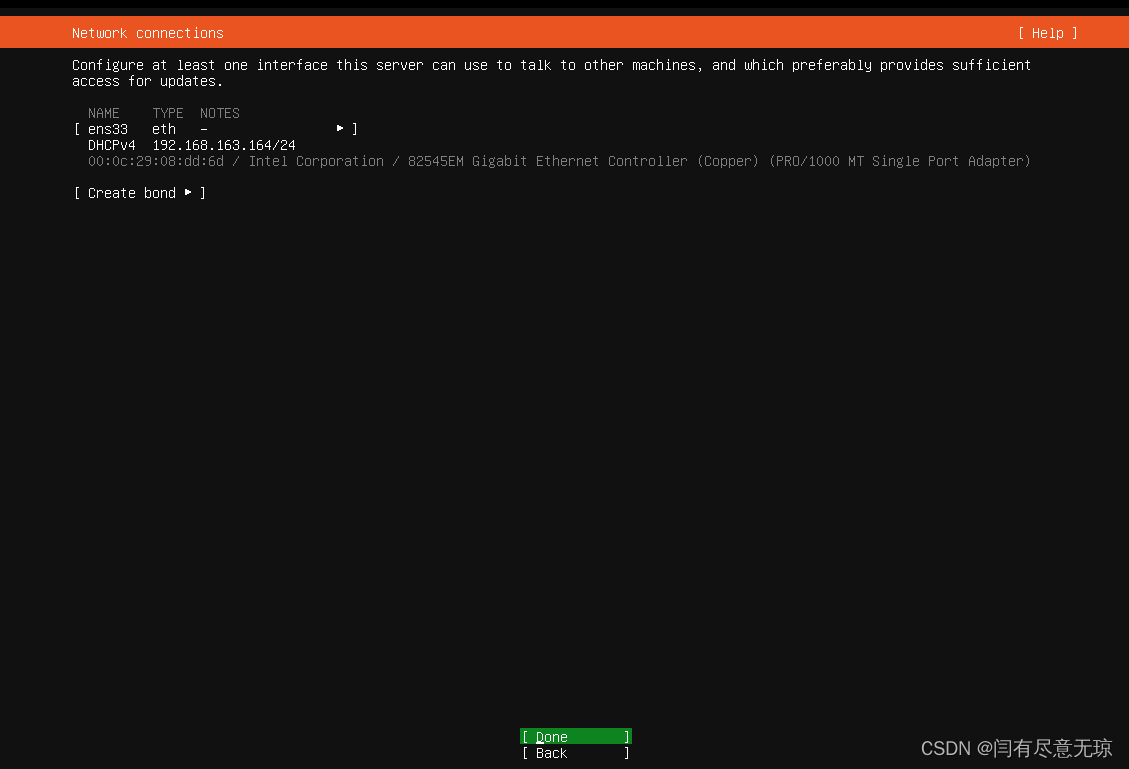 Network connections [ Help ]
Configure at least one interface this server can use to talk to other machines, and which preferably provides sufficient
access for updates.
NAME TYPE NOTES
[ ens33 eth – ▸ ]
DHCPv4 192.168.163.164/24
00:0c:29:08:dd:6d / Intel Corporation / 82545EM Gigabit Ethernet Controller (Copper) (PRO/1000 MT Single Port Adapter)
[ Create bond ▸ ]
[ Done ]
[ Back ]
CSDN @闫有尽意无琼